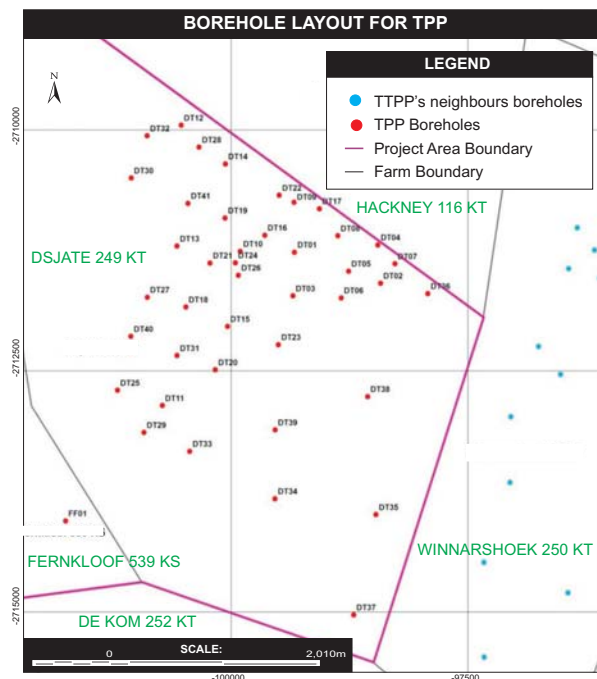 BOREHOLE LAYOUT FOR TPP
LEGEND
TTPP's neighbours boreholes
TPP Boreholes
Project Area Boundary
Farm Boundary
N
-2710000
DT12
DT32
DT28
DT14
DT30
DT22
DT09
DT17
HACKNEY 116 KT
DT41
DT19
DT16
DT08
DT04
DT13
DT10
DT01
DSJATE 249 KT
DT21
DT24
DT07
DT26
DT05
DT02
DT27
DT03
DT06
DT36
DT18
DT15
DT40
DT23
DT31
-2712500
DT20
DT25
DT38
DT11
DT29
DT39
DT33
DT34
DT35
FF01
WINNARSHOEK 250 KT
FERNKLOOF 539 KS
-2715000
DT37
DE KOM 252 KT
SCALE:
0 2,010m
-100000
-97500